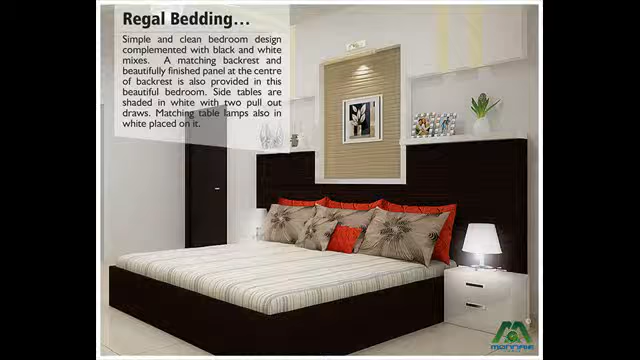 Regal Bedding...
Simple and clean bedroom design
complemented with black and white
mixes. A matching backrest and
beautifully finished panel at the centre
of backrest is also provided in this
beautiful bedroom. Side tables are
shaded in white with two pull out
draws. Matching table lamps also in
white placed on it.